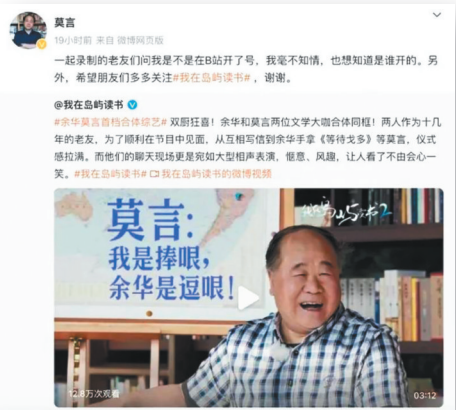 莫言
19小时前 来自 微博网页版
一起录制的老友们问我是不是在B站开了号，我毫不知情，也想知道是谁开的。另
外，希望朋友们多多关注#我在岛屿读书#，谢谢。
@我在岛屿读书
#余华莫言首档合体综艺# 双厨狂喜！余华和莫言两位文学大咖合体同框！两人作为十几
年的老友，为了顺利在节目中见面，从互相写信到余华手拿《等待戈多》等莫言，仪式
感拉满。而他们的聊天现场更是宛如大型相声表演，惬意、风趣，让人看了不由会心一
笑。#我在岛屿读书# 我在岛屿读书的微博视频
莫言：
我是捧哏，
余华是逗哏！
我在岛屿读书2
12.8万次观看
03:12